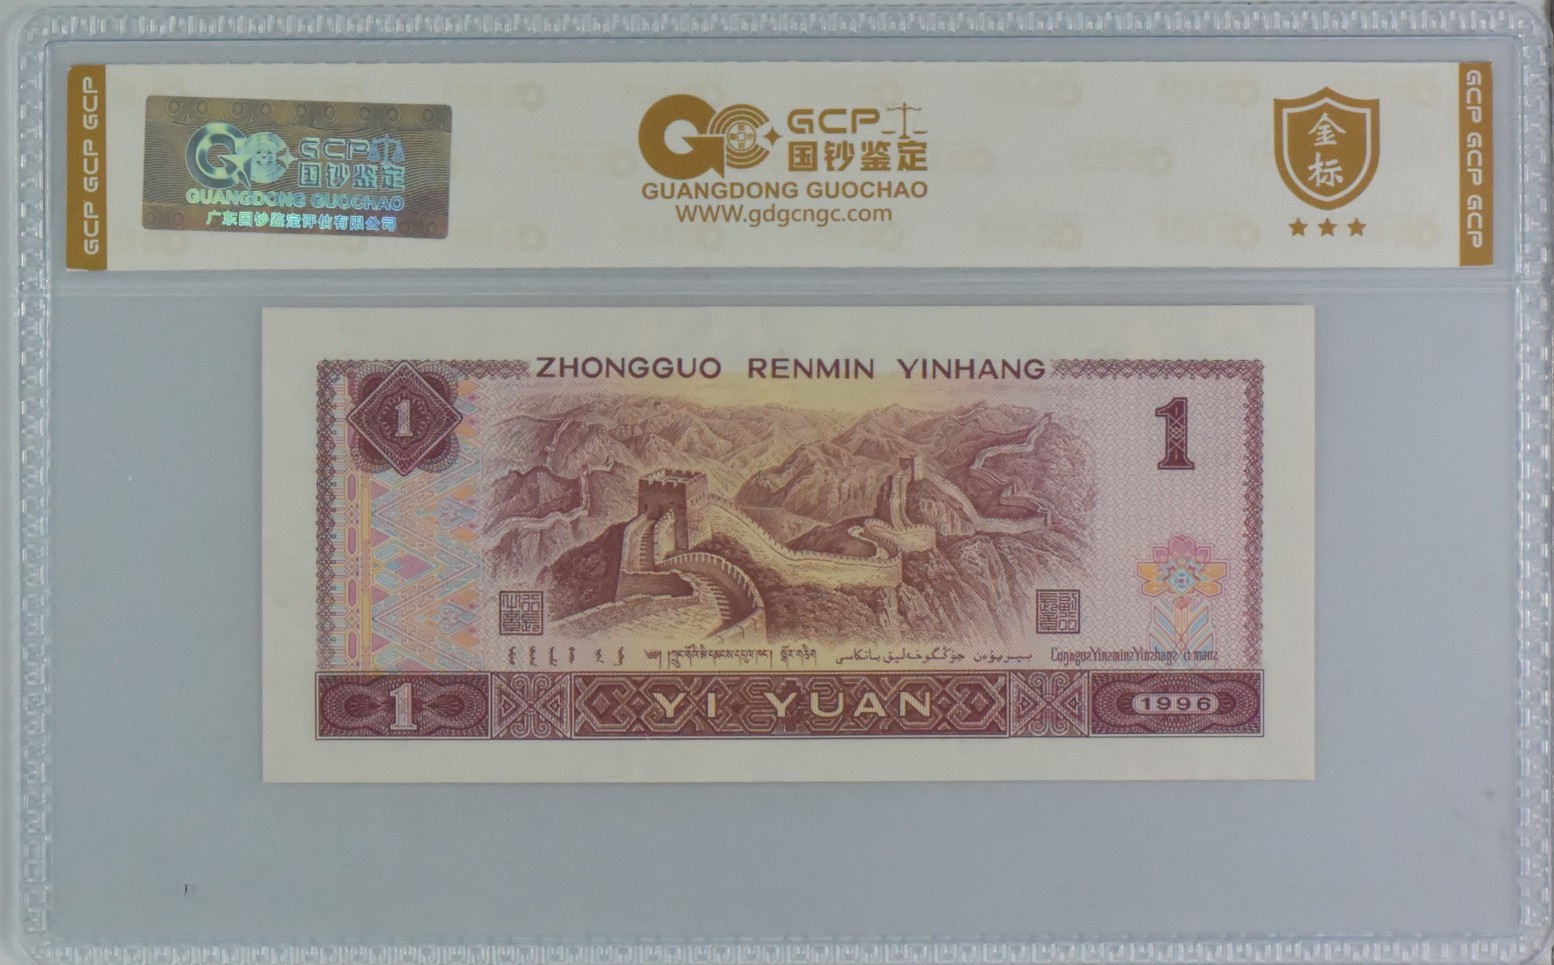 GCP GCP GCP
GCP
国钞鉴定
GUANGDONG GUOCHAO
广东国钞鉴定评估有限公司
GCP
国钞鉴定
GUANGDONG GUOCHAO
WWW.gdgcngc.com
金
标
GCP GCP GCP
ZHONGGUO RENMIN YINHANG
1
1
1
YI YUAN
1996